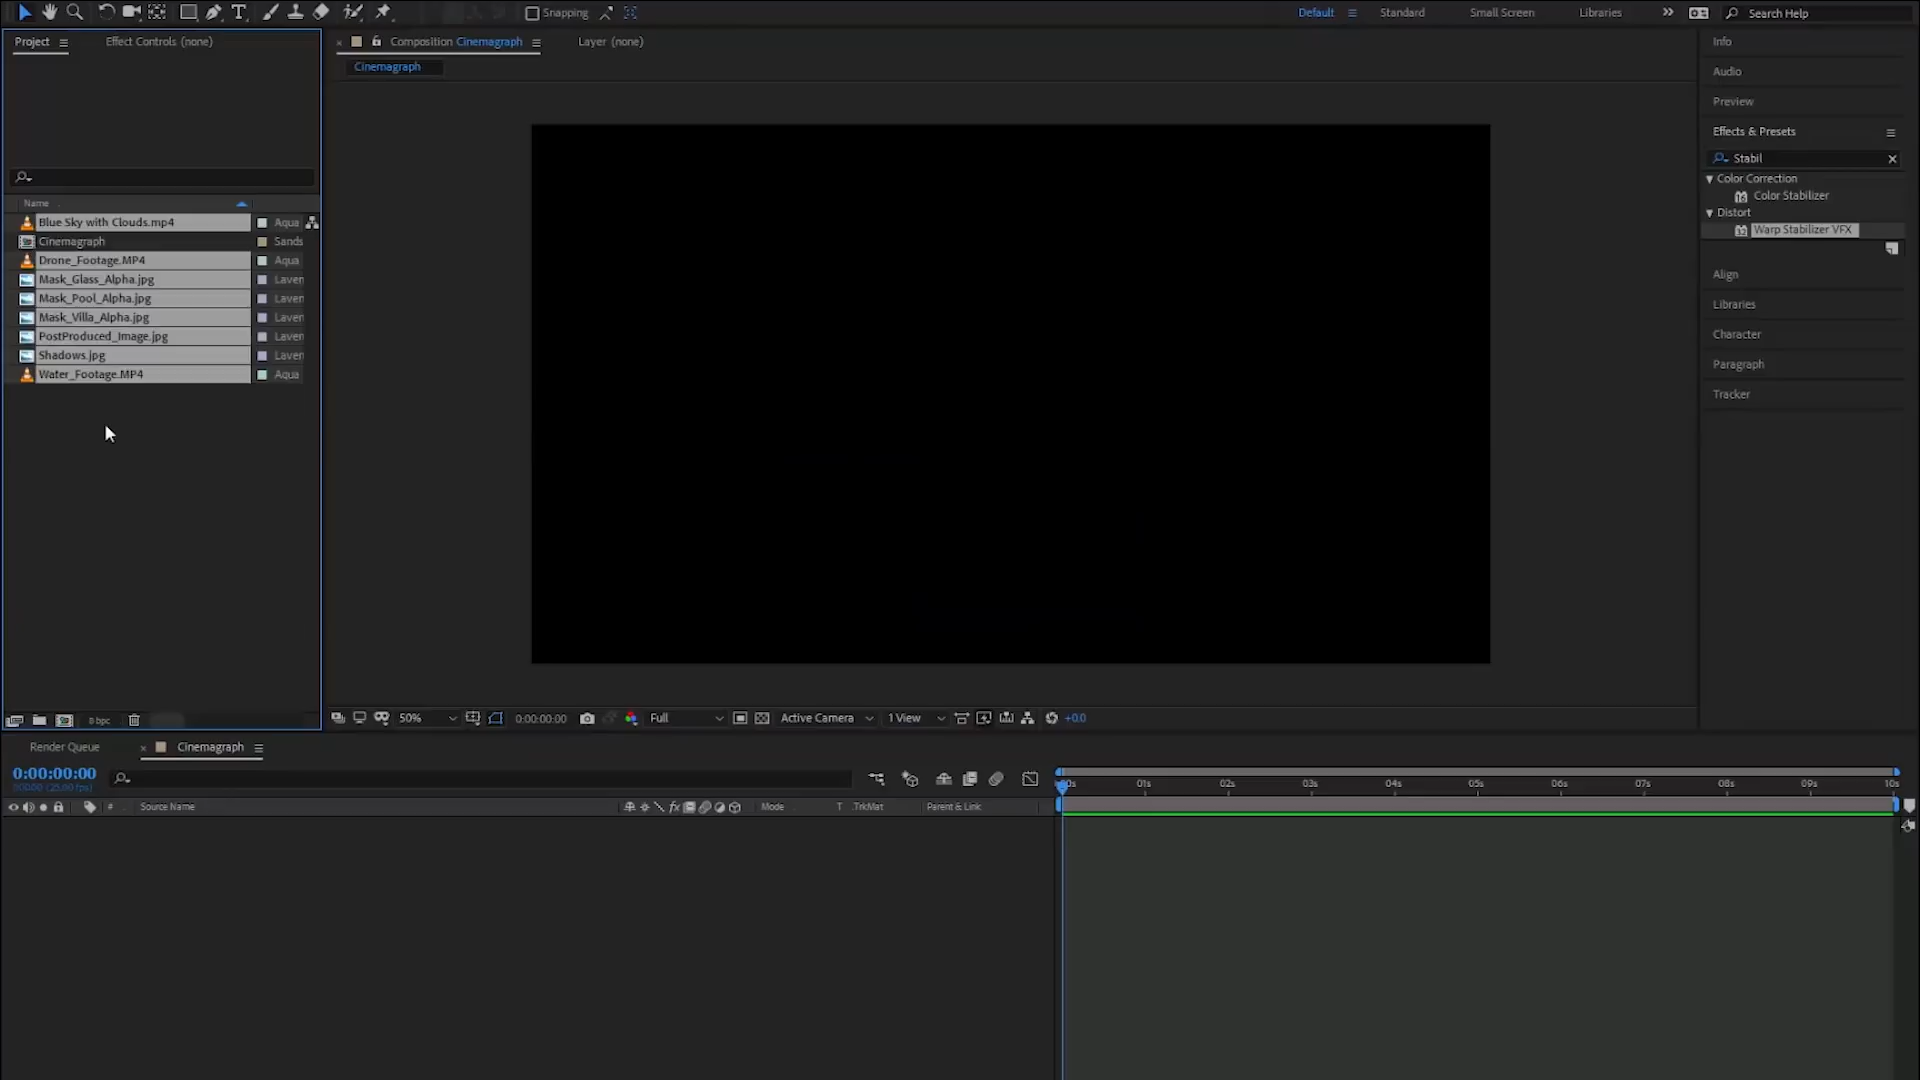 Snapping
Default
Standard
Small Screen
Libraries
Search Help
Project
Effect Controls (none)
Composition Cinemagraph
Layer (none)
Cinemagraph
Info
Audio
Preview
Effects & Presets
Stabil
Color Correction
Color Stabilizer
Distort
Warp Stabilizer VFX
Align
Libraries
Character
Paragraph
Tracker
Name
Blue Sky with Clouds.mp4 Aqua
Cinemagraph Sands
Drone_Footage.MP4 Aqua
Mask_Glass_Alpha.jpg Laven
Mask_Pool_Alpha.jpg Laven
Mask_Villa_Alpha.jpg Laven
PostProduced_Image.jpg Laven
Shadows.jpg Laven
Water_Footage.MP4 Aqua
8 bpc
50%
0:00:00:00
Full
Active Camera
1 View
+0.0
Render Queue
Cinemagraph
0:00:00:00
00000 (25.00 fps)
# Source Name
fx
Mode
T .TrkMat
Parent & Link
01s 02s 03s 04s 05s 06s 07s 08s 09s 10s